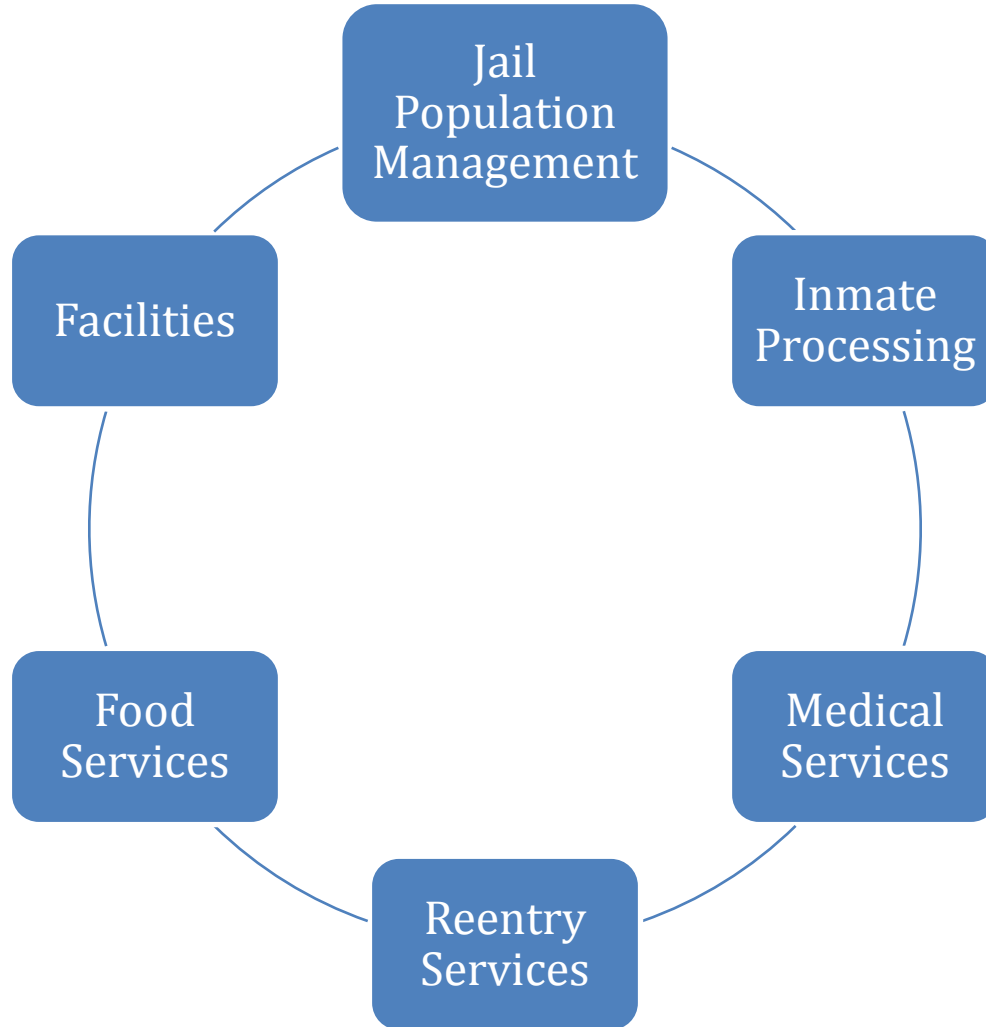 Jail
Population
Management
Inmate
Processing
Medical
Services
Reentry
Services
Food
Services
Facilities